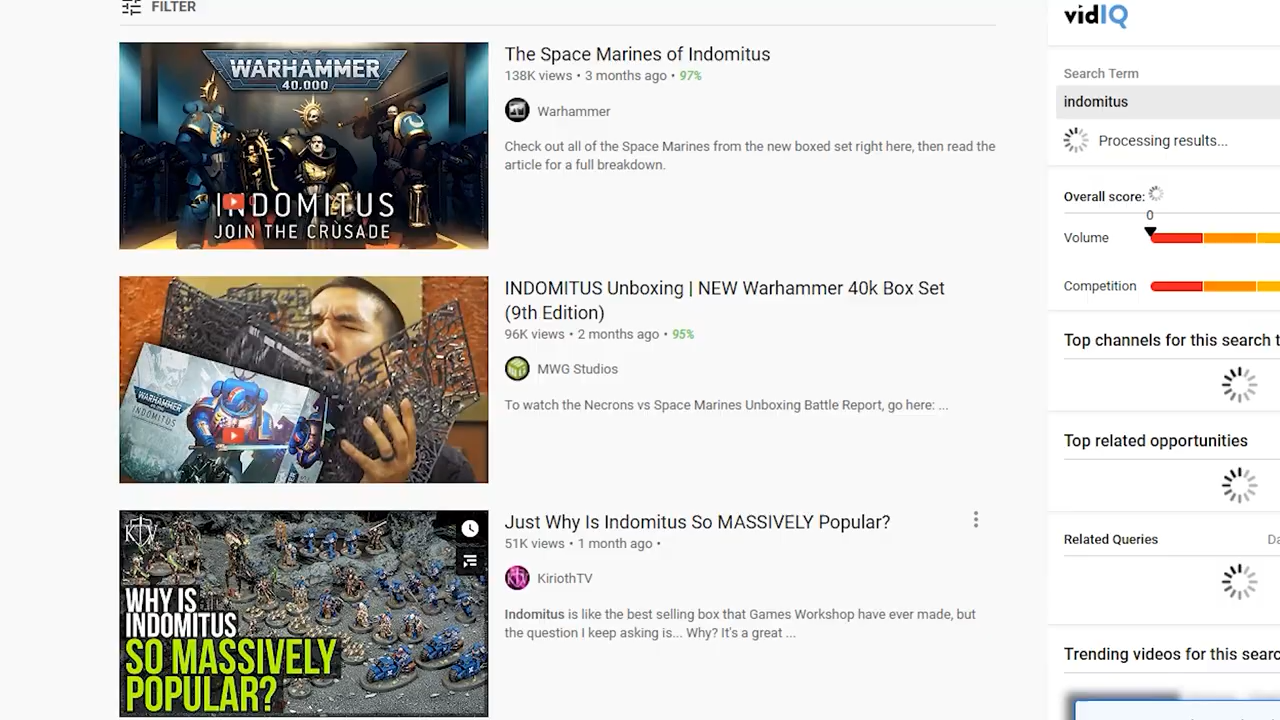 FILTER
WARHAMMER
40,000
INDOMITUS
JOIN THE CRUSADE
The Space Marines of Indomitus
138K views • 3 months ago • 97%
Warhammer
Check out all of the Space Marines from the new boxed set right here, then read the
article for a full breakdown.
WARHAMMER
INDOMITUS
INDOMITUS Unboxing | NEW Warhammer 40k Box Set
(9th Edition)
96K views • 2 months ago • 95%
MWG Studios
To watch the Necrons vs Space Marines Unboxing Battle Report, go here: ...
KTV
WHY IS
INDOMITUS
SO MASSIVELY
POPULAR?
Just Why Is Indomitus So MASSIVELY Popular?
51K views • 1 month ago •
KiriothTV
Indomitus is like the best selling box that Games Workshop have ever made, but
the question I keep asking is... Why? It's a great ...
vidIQ
Search Term
indomitus
Processing results...
Overall score:
0
Volume
Competition
Top channels for this search t
Top related opportunities
Related Queries
Da
Trending videos for this searc